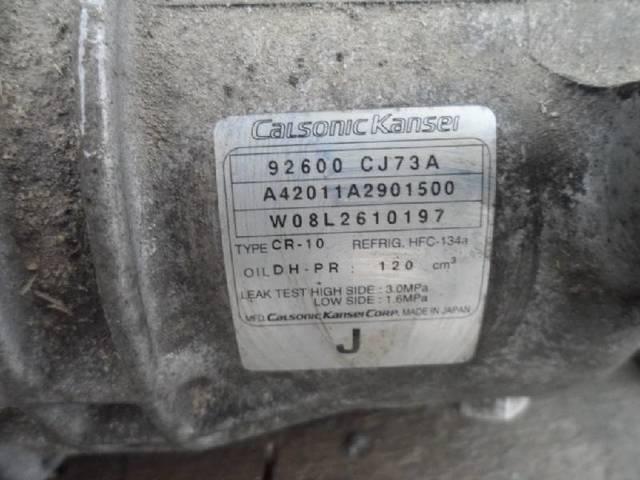 Calsonic Kansei
92600 CJ73A
A42011A2901500
W08L2610197
TYPE CR-10 REFRIG. HFC-134a
OIL DH-PR : 120 cm³
LEAK TEST HIGH SIDE : 3.0MPa
LOW SIDE : 1.6MPa
MFD. Calsonic Kansei CORP. MADE IN JAPAN
J